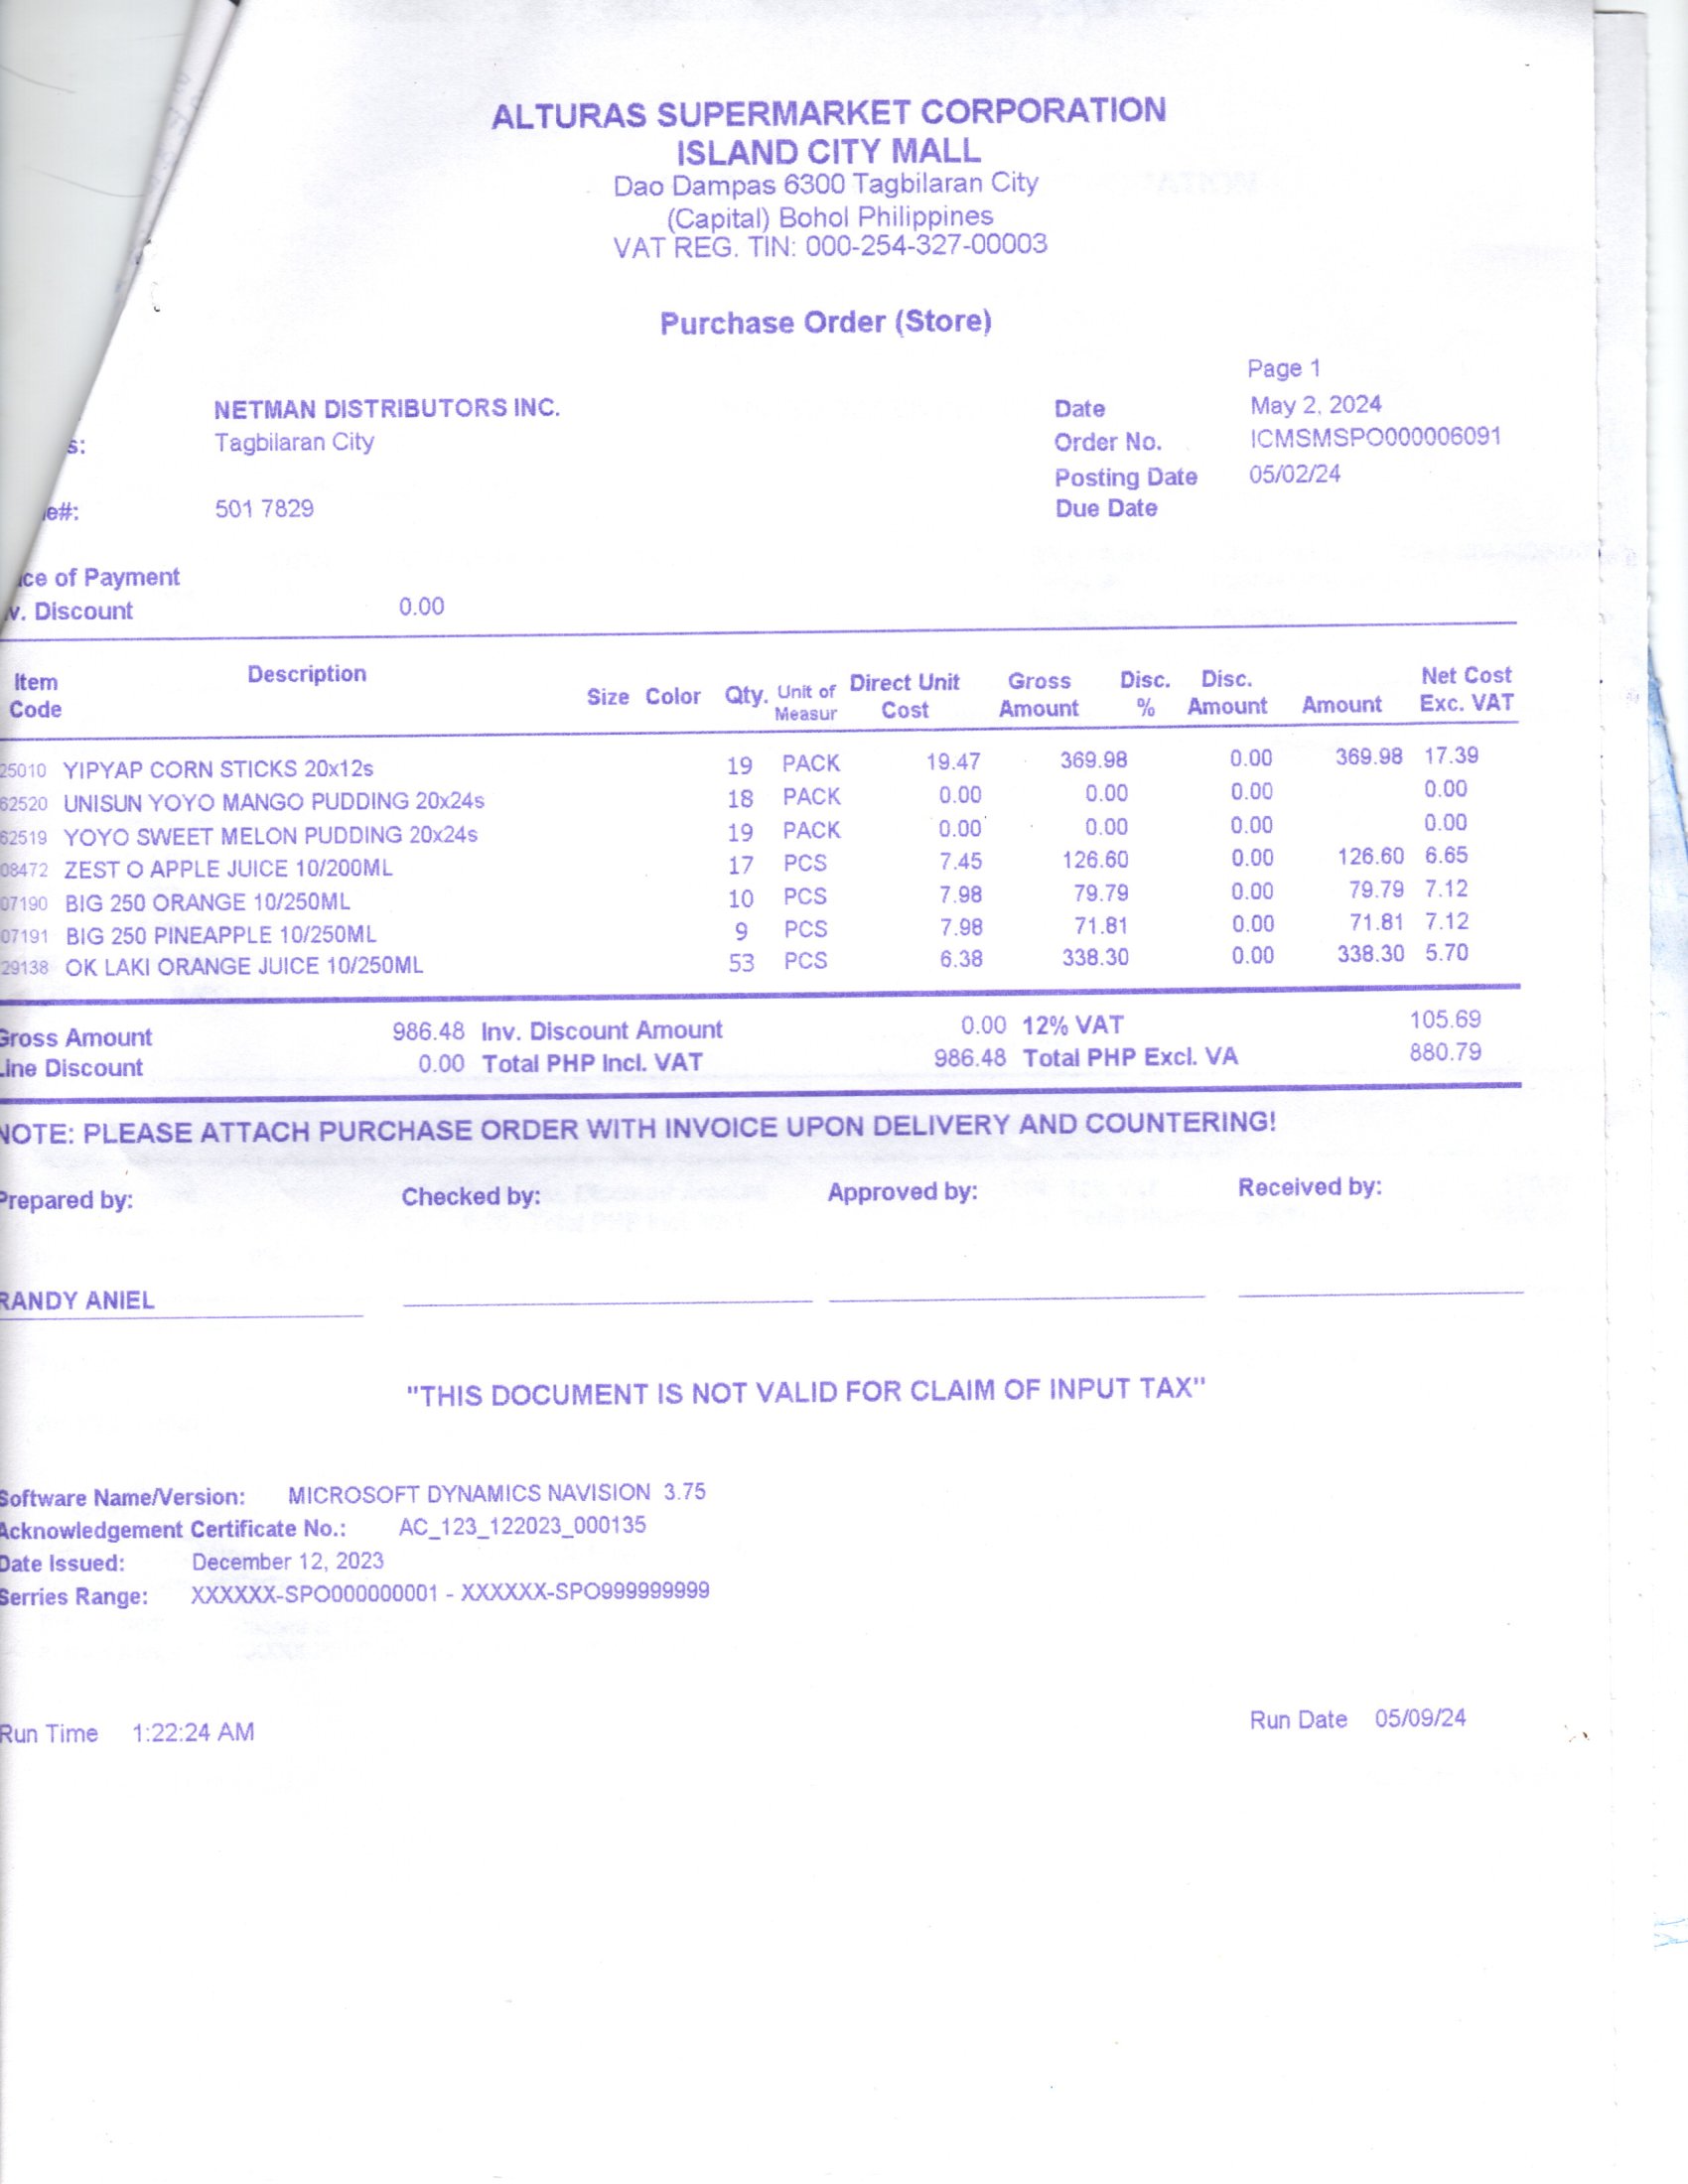 ALTURAS SUPERMARKET CORPORATION
ISLAND CITY MALL
Dao Dampas 6300 Tagbilaran City
(Capital) Bohol Philippines
VAT REG. TIN: 000-254-327-00003
Purchase Order (Store)
Page 1
NETMAN DISTRIBUTORS INC. Date May 2, 2024
s: Tagbilaran City Order No. ICMSMSPO000006091
Posting Date 05/02/24
e#: 501 7829 Due Date
ce of Payment
v. Discount 0.00
Item Code Description Size Color Qty. Unit of Measur Direct Unit Cost Gross Amount Disc. % Disc. Amount Amount Net Cost Exc. VAT
25010 YIPYAP CORN STICKS 20x12s 19 PACK 19.47 369.98 0.00 369.98 17.39
62520 UNISUN YOYO MANGO PUDDING 20x24s 18 PACK 0.00 0.00 0.00 0.00
62519 YOYO SWEET MELON PUDDING 20x24s 19 PACK 0.00 0.00 0.00 0.00
08472 ZEST O APPLE JUICE 10/200ML 17 PCS 7.45 126.60 0.00 126.60 6.65
07190 BIG 250 ORANGE 10/250ML 10 PCS 7.98 79.79 0.00 79.79 7.12
07191 BIG 250 PINEAPPLE 10/250ML 9 PCS 7.98 71.81 0.00 71.81 7.12
29138 OK LAKI ORANGE JUICE 10/250ML 53 PCS 6.38 338.30 0.00 338.30 5.70
Gross Amount 986.48 Inv. Discount Amount 0.00 12% VAT 105.69
Line Discount 0.00 Total PHP Incl. VAT 986.48 Total PHP Excl. VA 880.79
NOTE: PLEASE ATTACH PURCHASE ORDER WITH INVOICE UPON DELIVERY AND COUNTERING!
Prepared by: Checked by: Approved by: Received by:
RANDY ANIEL
"THIS DOCUMENT IS NOT VALID FOR CLAIM OF INPUT TAX"
Software Name/Version: MICROSOFT DYNAMICS NAVISION 3.75
Acknowledgement Certificate No.: AC_123_122023_000135
Date Issued: December 12, 2023
Serries Range: XXXXXX-SPO000000001 - XXXXXX-SPO999999999
Run Time 1:22:24 AM Run Date 05/09/24